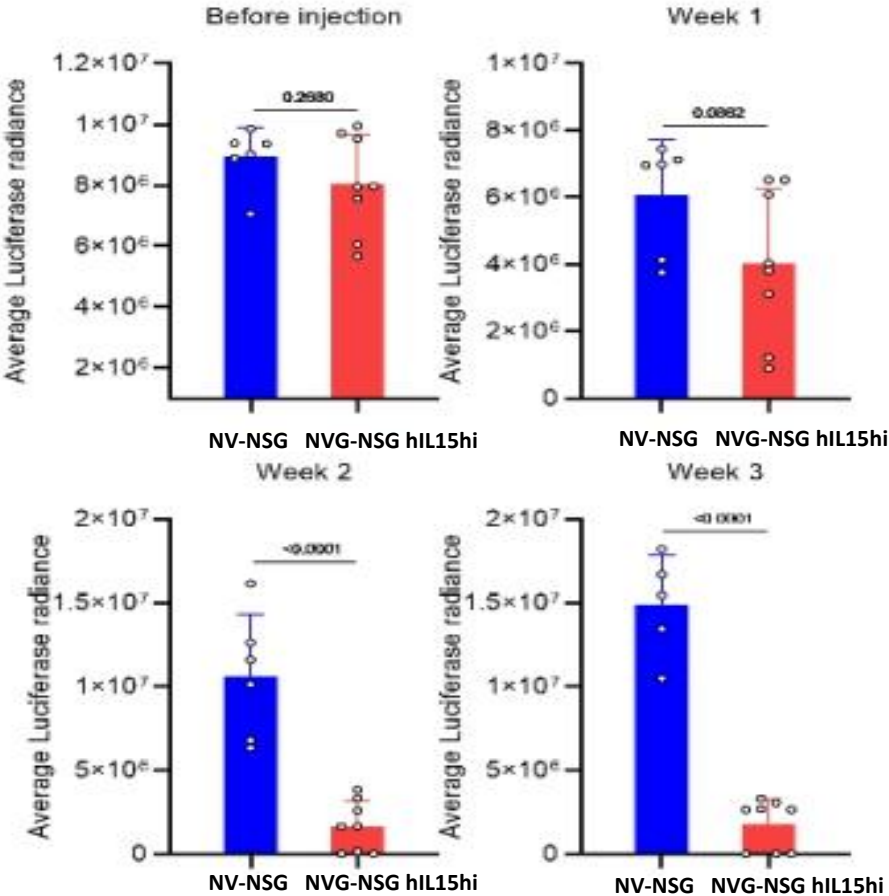 Before injection
Average Luciferase radiance
1.2×10⁷
1×10⁷
8×10⁶
6×10⁶
4×10⁶
2×10⁶
NV-NSG NVG-NSG hIL15hi
Week 1
Average Luciferase radiance
1×10⁷
8×10⁶
6×10⁶
4×10⁶
2×10⁶
0
NV-NSG NVG-NSG hIL15hi
Week 2
Average Luciferase radiance
2×10⁷
1.5×10⁷
1×10⁷
5×10⁶
0
<0.0001
NV-NSG NVG-NSG hIL15hi
Week 3
Average Luciferase radiance
2×10⁷
1.5×10⁷
1×10⁷
5×10⁶
0
<0.0001
NV-NSG NVG-NSG hIL15hi